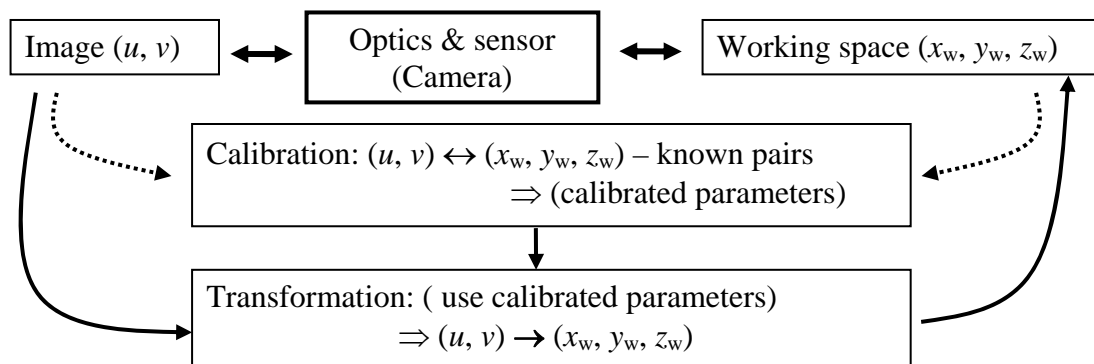 Image (u, v)
Optics & sensor
(Camera)
Working space (xw, yw, zw)
Calibration: (u, v) ↔ (xw, yw, zw) – known pairs
⇒ (calibrated parameters)
Transformation: ( use calibrated parameters)
⇒ (u, v) → (xw, yw, zw)